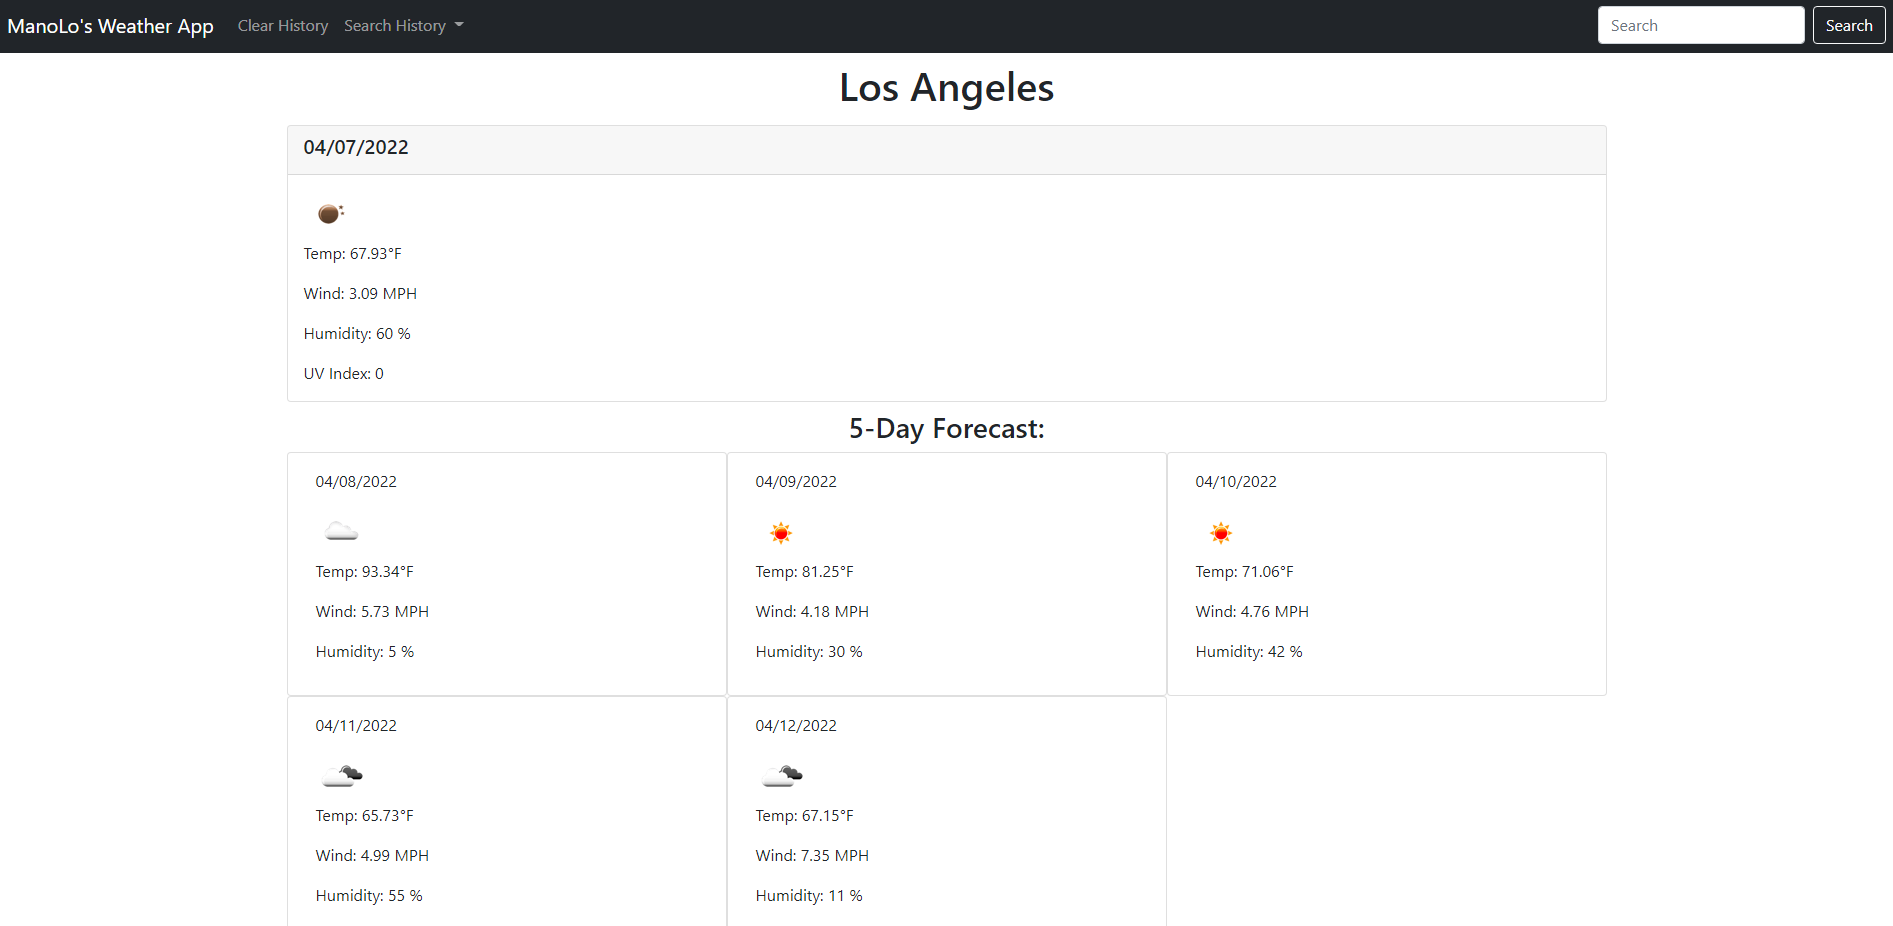 ManoLo's Weather App Clear History Search History Search Search
Los Angeles
04/07/2022
Temp: 67.93°F
Wind: 3.09 MPH
Humidity: 60 %
UV Index: 0
5-Day Forecast:
04/08/2022
Temp: 93.34°F
Wind: 5.73 MPH
Humidity: 5 %
04/09/2022
Temp: 81.25°F
Wind: 4.18 MPH
Humidity: 30 %
04/10/2022
Temp: 71.06°F
Wind: 4.76 MPH
Humidity: 42 %
04/11/2022
Temp: 65.73°F
Wind: 4.99 MPH
Humidity: 55 %
04/12/2022
Temp: 67.15°F
Wind: 7.35 MPH
Humidity: 11 %